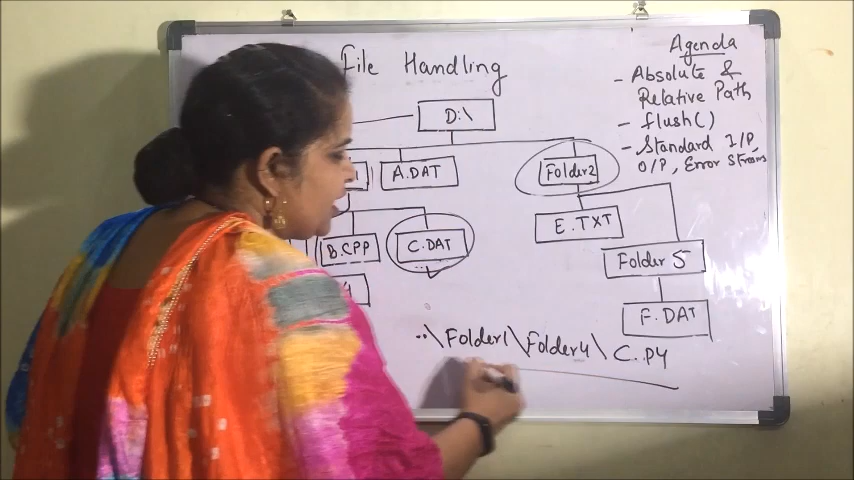 File Handling
Agenda
- Absolute &
Relative Path
- flush()
- Standard I/P,
O/P, Error Streams
D:\
A.DAT
Folder2
E.TXT
B.CPP
C.DAT
Folder 5
F.DAT
..\Folder1\Folder4\C.PY